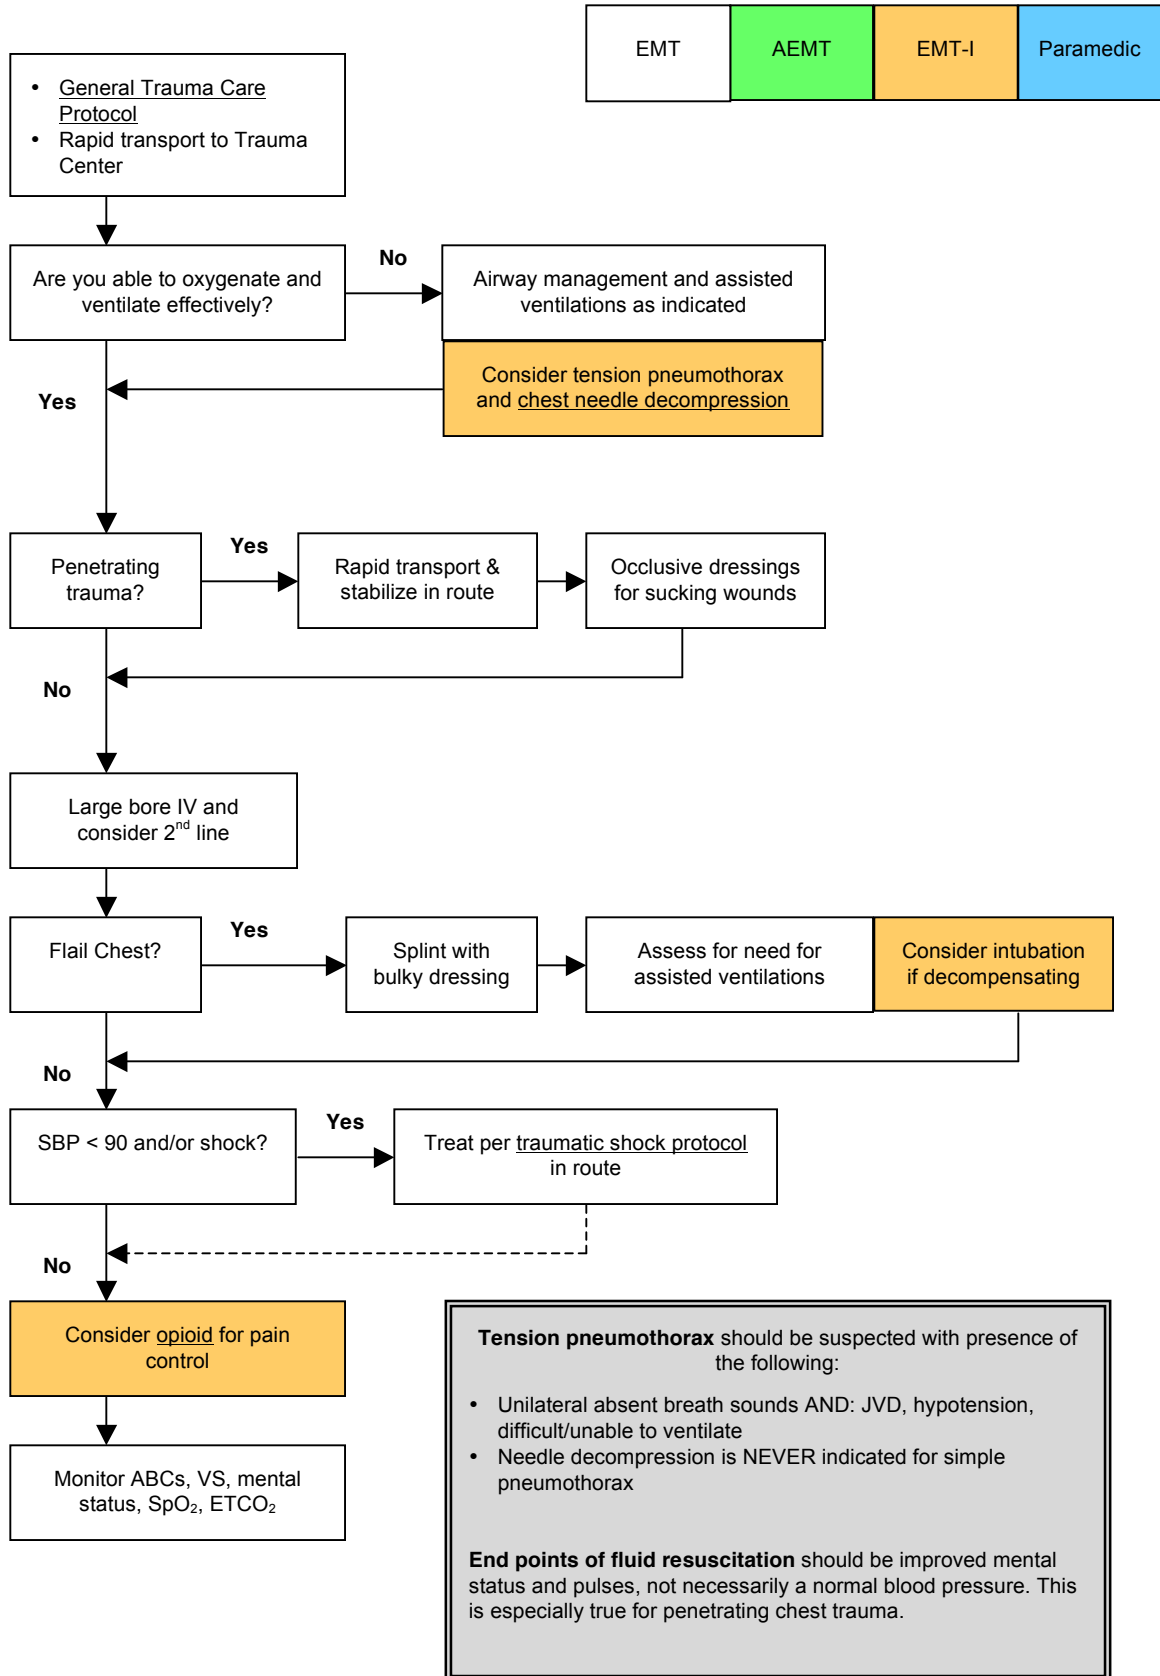 EMT
AEMT
EMT-I
Paramedic
• General Trauma Care
Protocol
• Rapid transport to Trauma
Center
Are you able to oxygenate and
ventilate effectively?
No
Airway management and assisted
ventilations as indicated
Consider tension pneumothorax
and chest needle decompression
Yes
Penetrating
trauma?
Yes
Rapid transport &
stabilize in route
Occlusive dressings
for sucking wounds
No
Large bore IV and
consider 2nd line
Flail Chest?
Yes
Splint with
bulky dressing
Assess for need for
assisted ventilations
Consider intubation
if decompensating
No
SBP < 90 and/or shock?
Yes
Treat per traumatic shock protocol
in route
No
Consider opioid for pain
control
Monitor ABCs, VS, mental
status, SpO₂, ETCO₂
Tension pneumothorax should be suspected with presence of
the following:
• Unilateral absent breath sounds AND: JVD, hypotension,
difficult/unable to ventilate
• Needle decompression is NEVER indicated for simple
pneumothorax
End points of fluid resuscitation should be improved mental
status and pulses, not necessarily a normal blood pressure. This
is especially true for penetrating chest trauma.